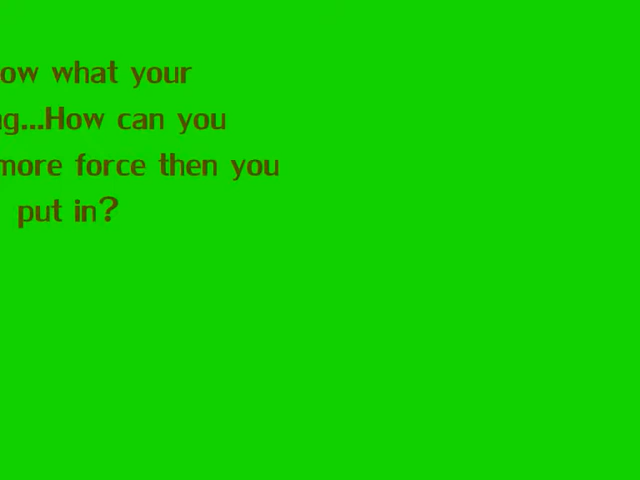 ow what your
g...How can you
more force then you
put in?